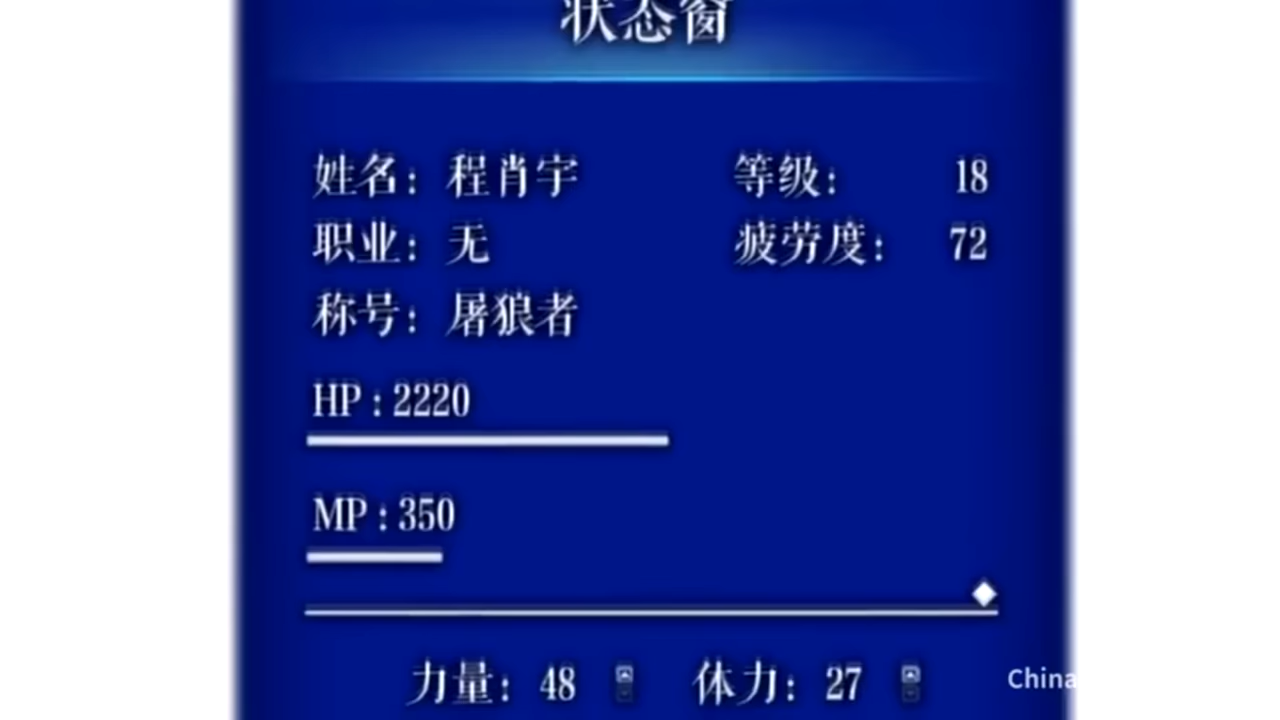 状态窗
姓名：程肖宇 等级： 18
职业：无 疲劳度： 72
称号：屠狼者
HP : 2220
MP : 350
力量：48 体力：27
China